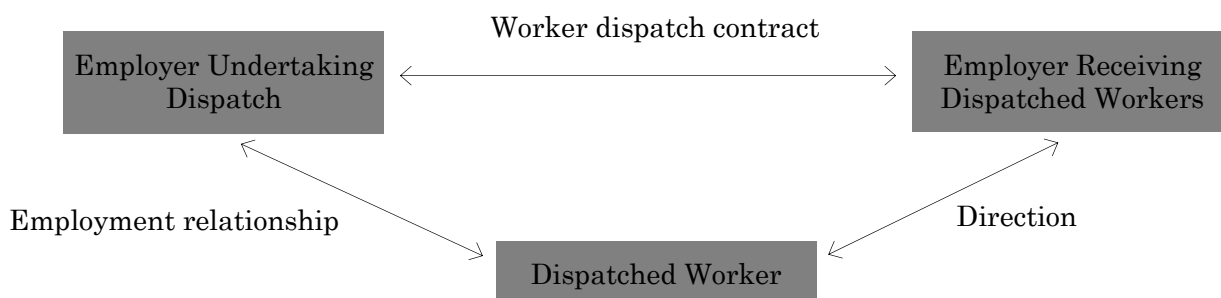 Worker dispatch contract
Employer Undertaking
Dispatch
Employer Receiving
Dispatched Workers
Employment relationship
Direction
Dispatched Worker